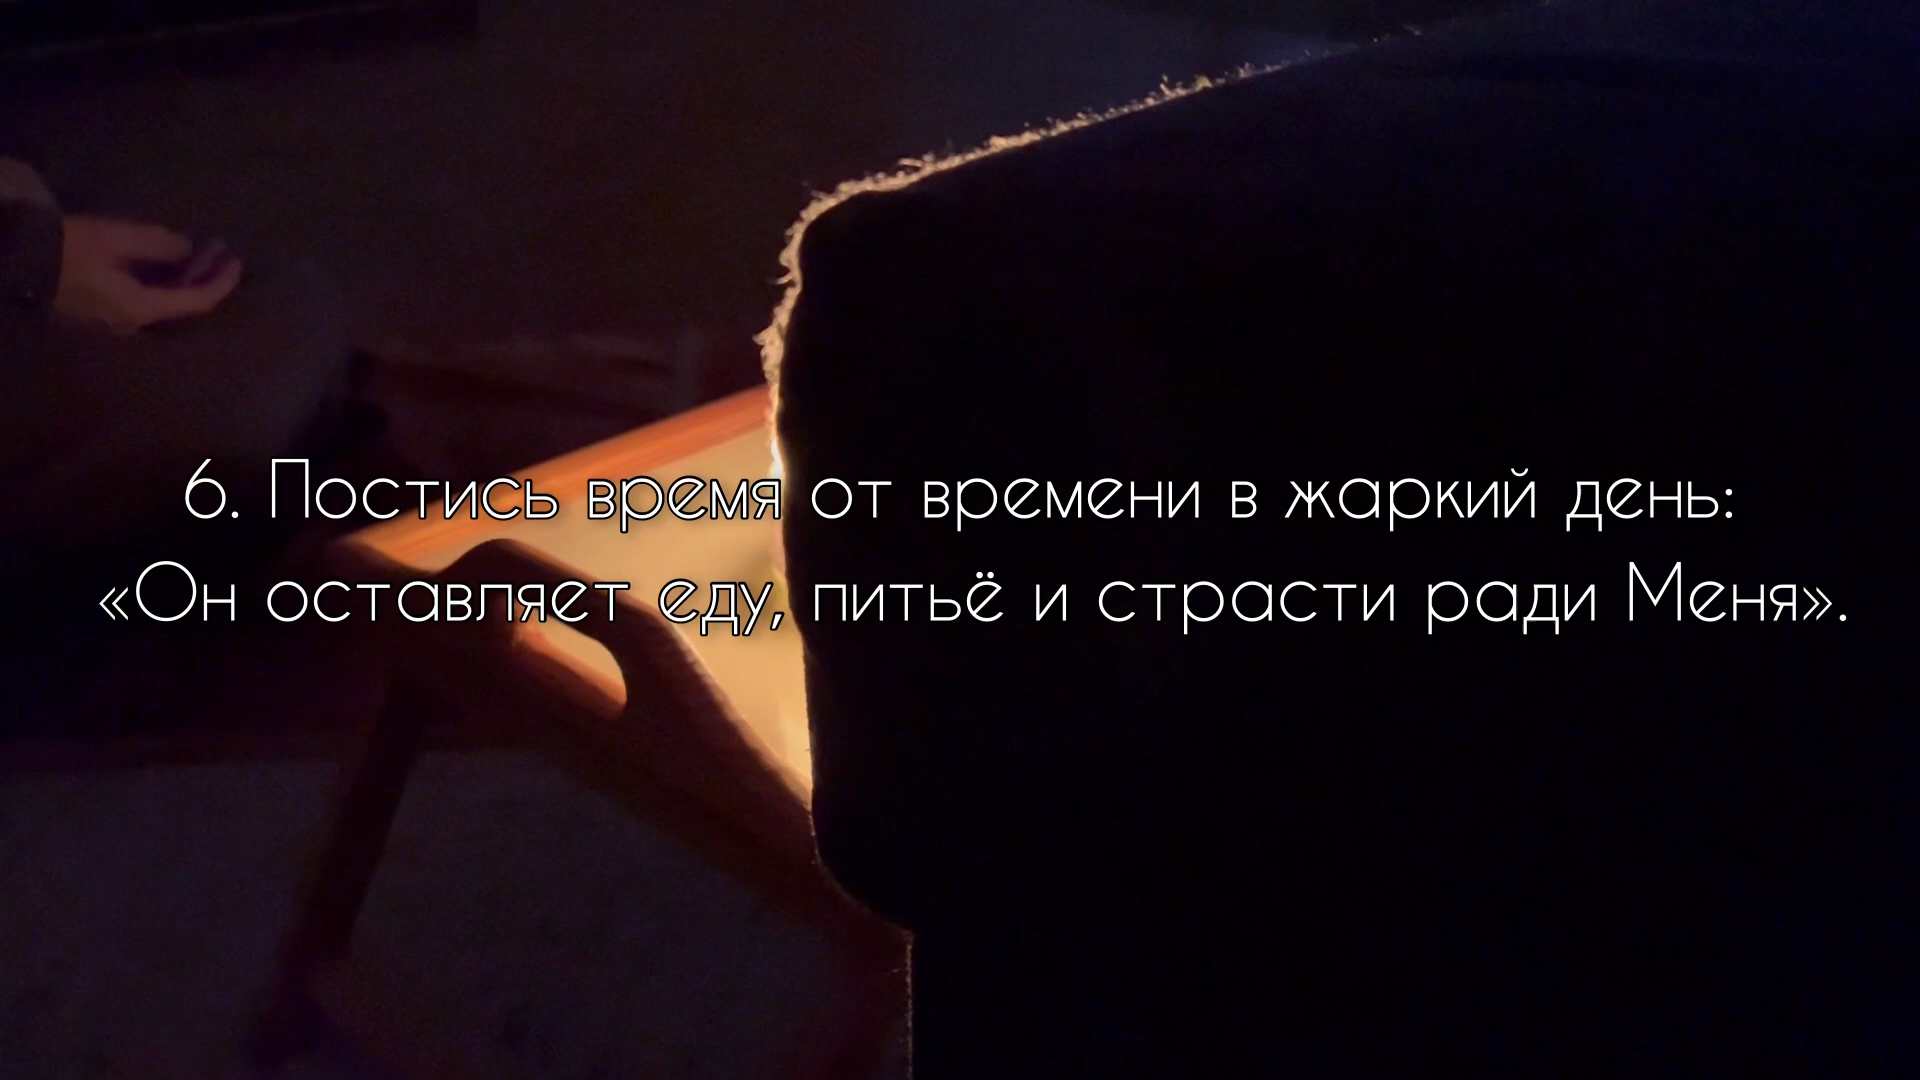 6. Постись время от времени в жаркий день:
«Он оставляет еду, питьё и страсти ради Меня».